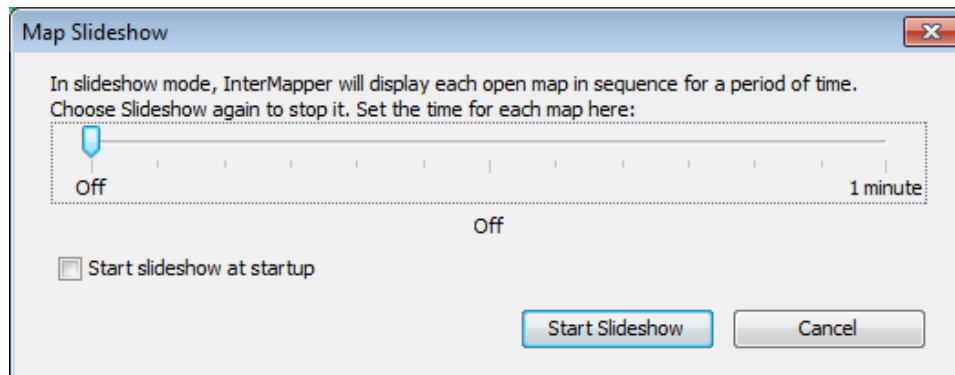 Map Slideshow
In slideshow mode, InterMapper will display each open map in sequence for a period of time.
Choose Slideshow again to stop it. Set the time for each map here:
Off 1 minute
Off
Start slideshow at startup
Start Slideshow Cancel